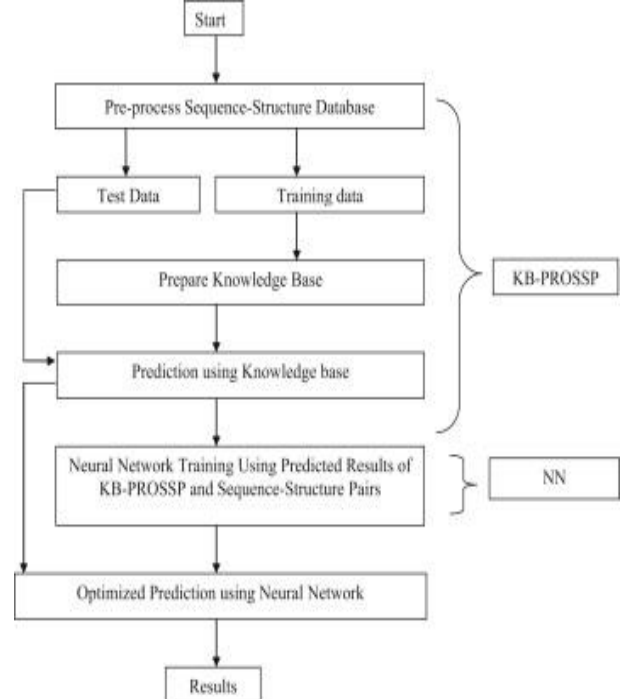 Start
Pre-process Sequence-Structure Database
Test Data
Training data
Prepare Knowledge Base
KB-PROSSP
Prediction using Knowledge base
Neural Network Training Using Predicted Results of
KB-PROSSP and Sequence-Structure Pairs
NN
Optimized Prediction using Neural Network
Results